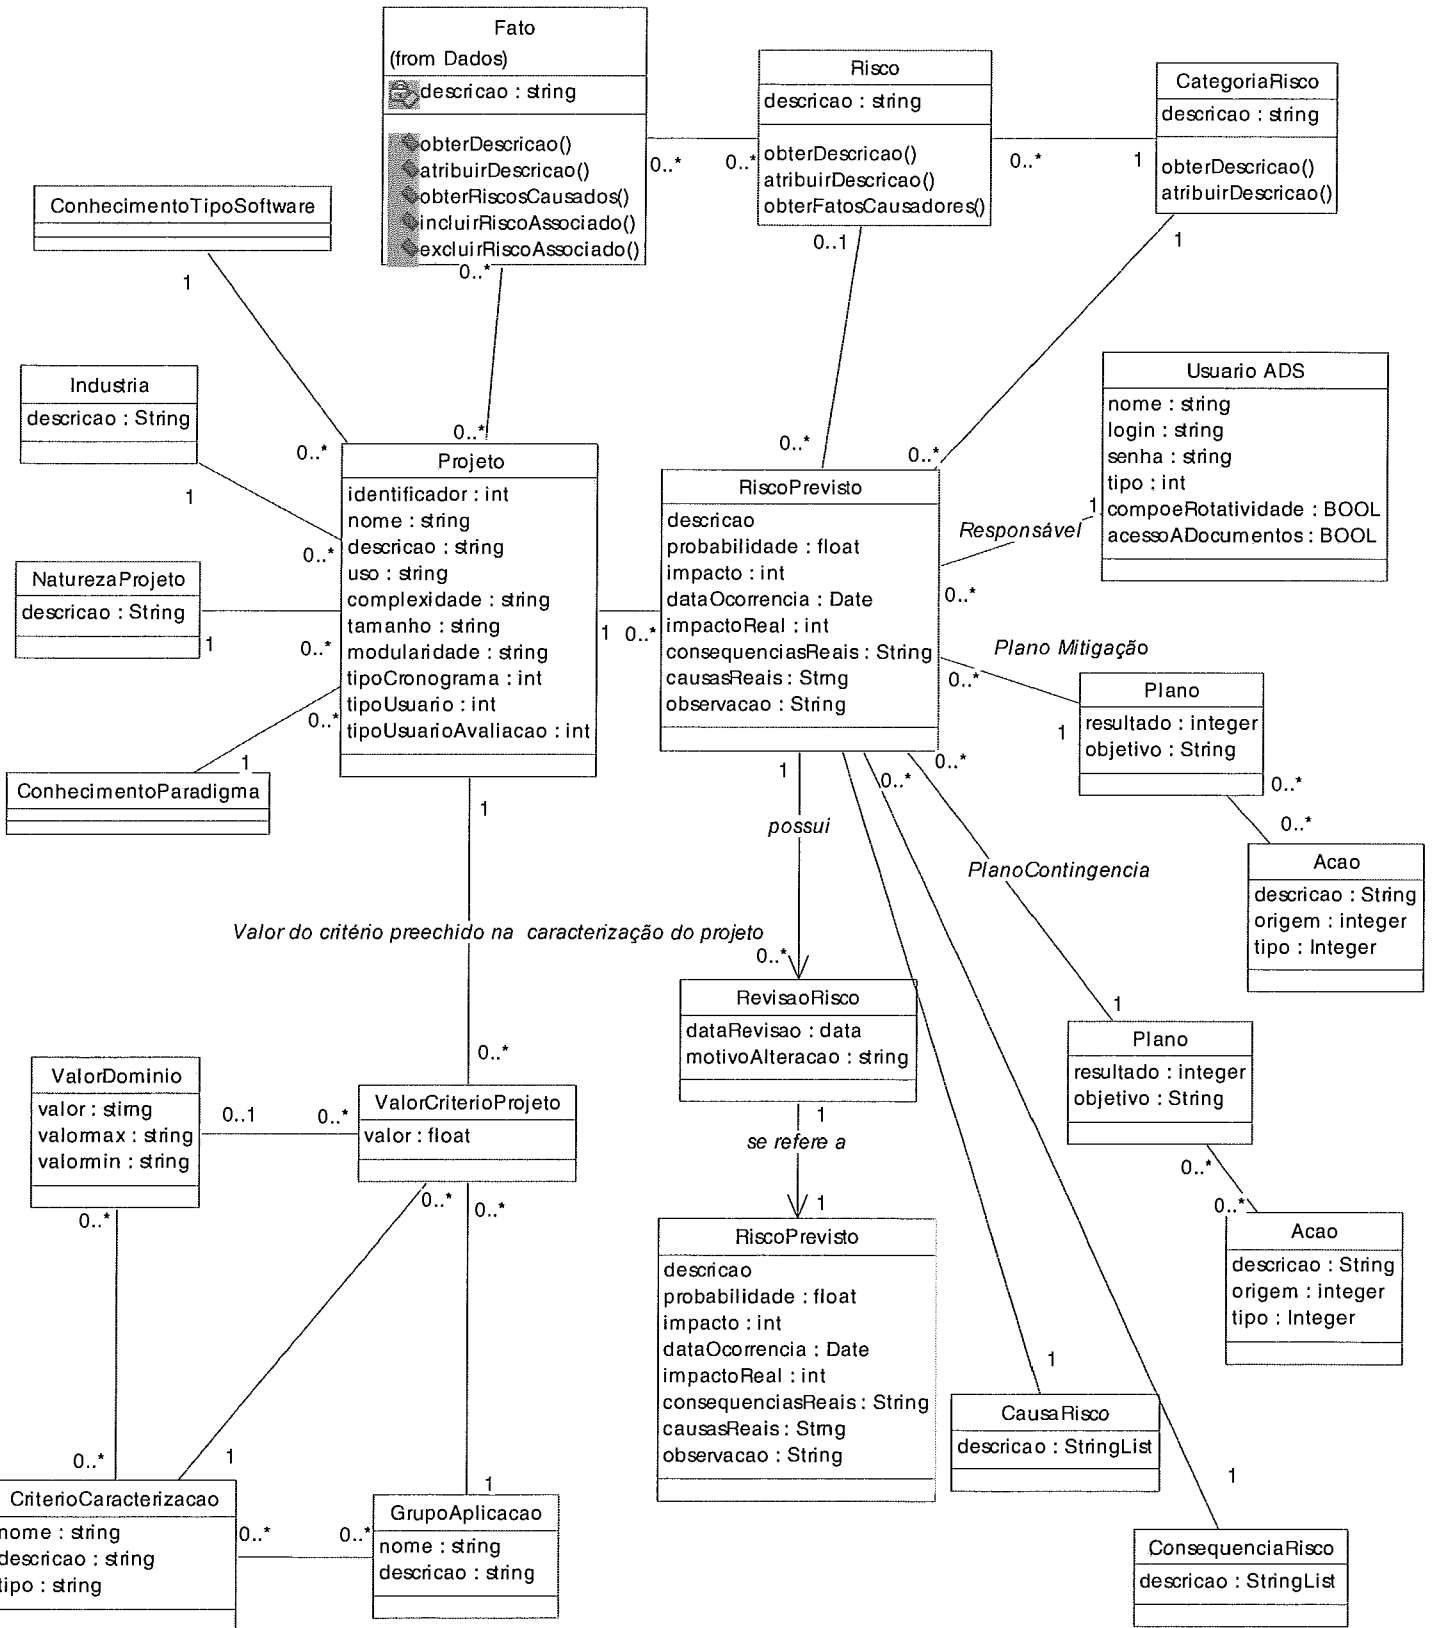 Fato
(from Dados)
descricao : string
obterDescricao()
atribuirDescricao()
obterRiscosCausados()
incluirRiscoAssociado()
excluirRiscoAssociado()
0..*
0..*
0..*
Risco
descricao : string
obterDescricao()
atribuirDescricao()
obterFatosCausadores()
0..1
0..*
1
CategoriaRisco
descricao : string
obterDescricao()
atribuirDescricao()
1
ConhecimentoTipoSoftware
1
0..*
0..*
Industria
descricao : String
1
0..*
NaturezaProjeto
descricao : String
1
0..*
ConhecimentoParadigma
1
0..*
Projeto
identificador : int
nome : string
descricao : string
uso : string
complexidade : string
tamanho : string
modularidade : string
tipoCronograma : int
tipoUsuario : int
tipoUsuarioAvaliacao : int
1
0..*
1
0..*
0..*
RiscoPrevisto
descricao
probabilidade : float
impacto : int
dataOcorrencia : Date
impactoReal : int
consequenciasReais : String
causasReais : Strng
observacao : String
Usuario ADS
nome : string
login : string
senha : string
tipo : int
compoeRotatividade : BOOL
acessoADocumentos : BOOL
1
Responsável
0..*
Plano Mitigação
0..*
1
Plano
resultado : integer
objetivo : String
0..*
0..*
Acao
descricao : String
origem : integer
tipo : Integer
1
possui
0..*
0..*
0..*
PlanoContingencia
1
Valor do critério preechido na caracterização do projeto
0..*
RevisaoRisco
dataRevisao : data
motivoAlteracao : string
1
se refere a
1
Plano
resultado : integer
objetivo : String
0..*
0..*
Acao
descricao : String
origem : integer
tipo : Integer
ValorDominio
valor : stirng
valormax : string
valormin : string
0..1
0..*
0..*
ValorCriterioProjeto
valor : float
0..*
0..*
RiscoPrevisto
descricao
probabilidade : float
impacto : int
dataOcorrencia : Date
impactoReal : int
consequenciasReais : String
causasReais : Strng
observacao : String
1
CausaRisco
descricao : StringList
1
ConsequenciaRisco
descricao : StringList
0..*
1
1
CriterioCaracterizacao
nome : string
descricao : string
tipo : string
0..*
0..*
GrupoAplicacao
nome : string
descricao : string